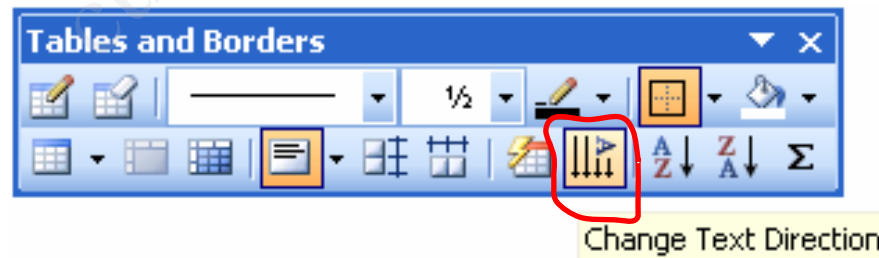 Tables and Borders
½
A
A Z Z A Σ
Change Text Direction